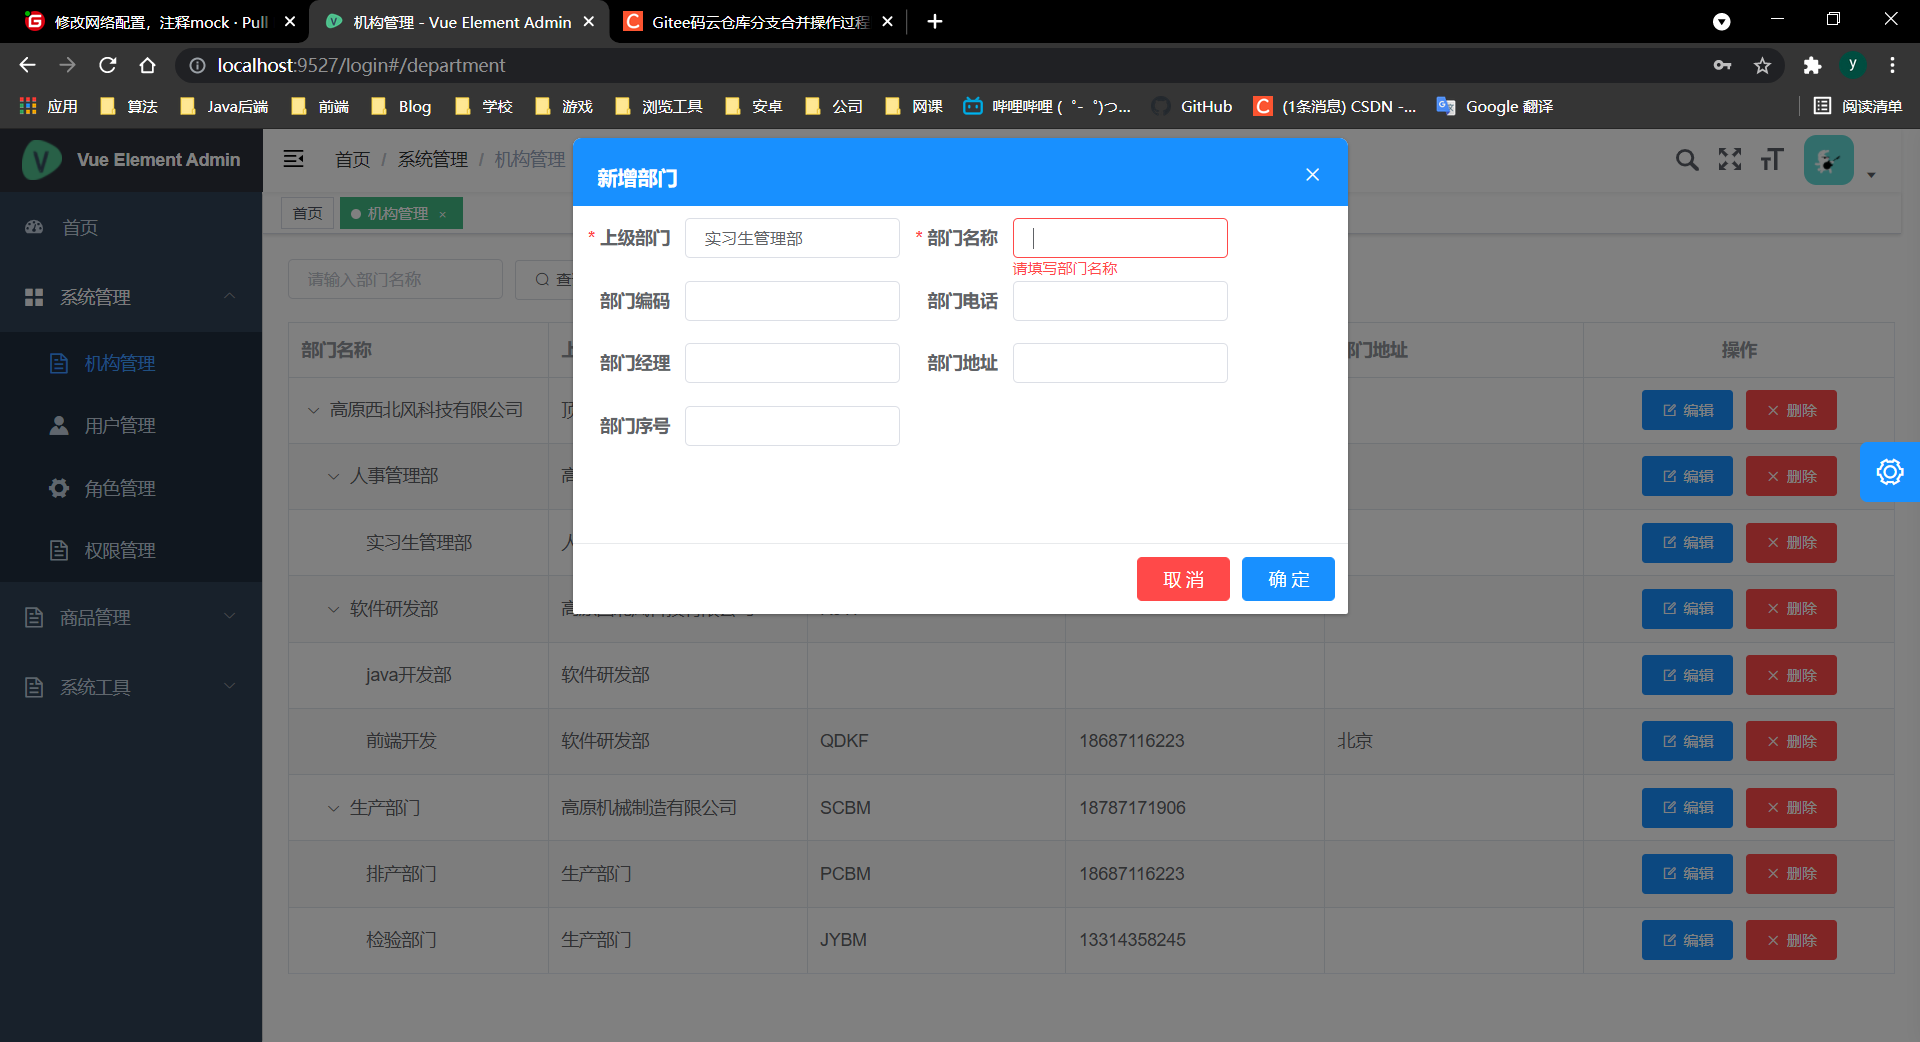 修改网络配置，注释mock · Pull
机构管理 - Vue Element Admin
Gitee码云仓库分支合并操作过程
localhost:9527/login#/department
y
应用
算法
Java后端
前端
Blog
学校
游戏
浏览工具
安卓
公司
网课
哔哩哔哩 ( ゜- ゜)つ...
GitHub
(1条消息) CSDN -...
Google 翻译
阅读清单
Vue Element Admin
首页 / 系统管理 / 机构管理
首页
机构管理 ×
首页
系统管理
机构管理
用户管理
角色管理
权限管理
商品管理
系统工具
请输入部门名称
新增部门
* 上级部门 实习生管理部
* 部门名称
请填写部门名称
部门编码
部门电话
部门经理
部门地址
部门序号
取 消
确 定
部门名称 部门地址 操作
高原西北风科技有限公司 编辑 删除
人事管理部 编辑 删除
实习生管理部 编辑 删除
软件研发部 编辑 删除
java开发部 软件研发部 编辑 删除
前端开发 软件研发部 QDKF 18687116223 北京 编辑 删除
生产部门 高原机械制造有限公司 SCBM 18787171906 编辑 删除
排产部门 生产部门 PCBM 18687116223 编辑 删除
检验部门 生产部门 JYBM 13314358245 编辑 删除